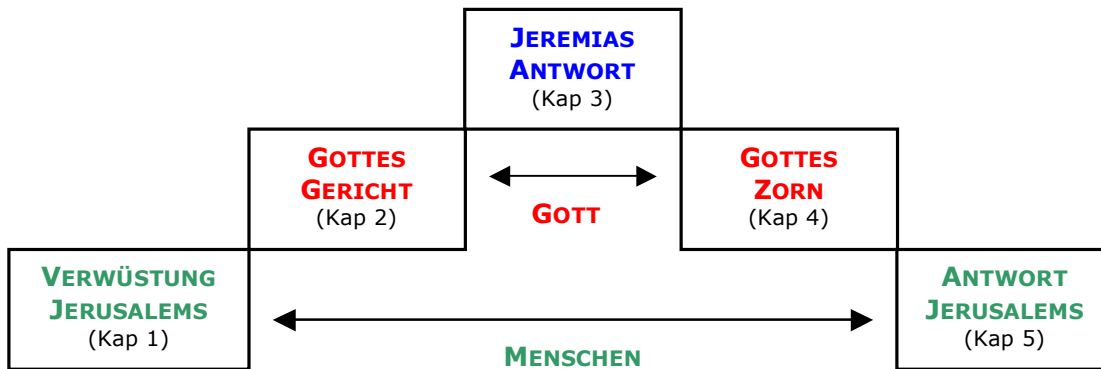 JEREMIAS
ANTWORT
(Kap 3)
GOTTES
GERICHT
(Kap 2)
GOTT
GOTTES
ZORN
(Kap 4)
VERWÜSTUNG
JERUSALEMS
(Kap 1)
MENSCHEN
ANTWORT
JERUSALEMS
(Kap 5)